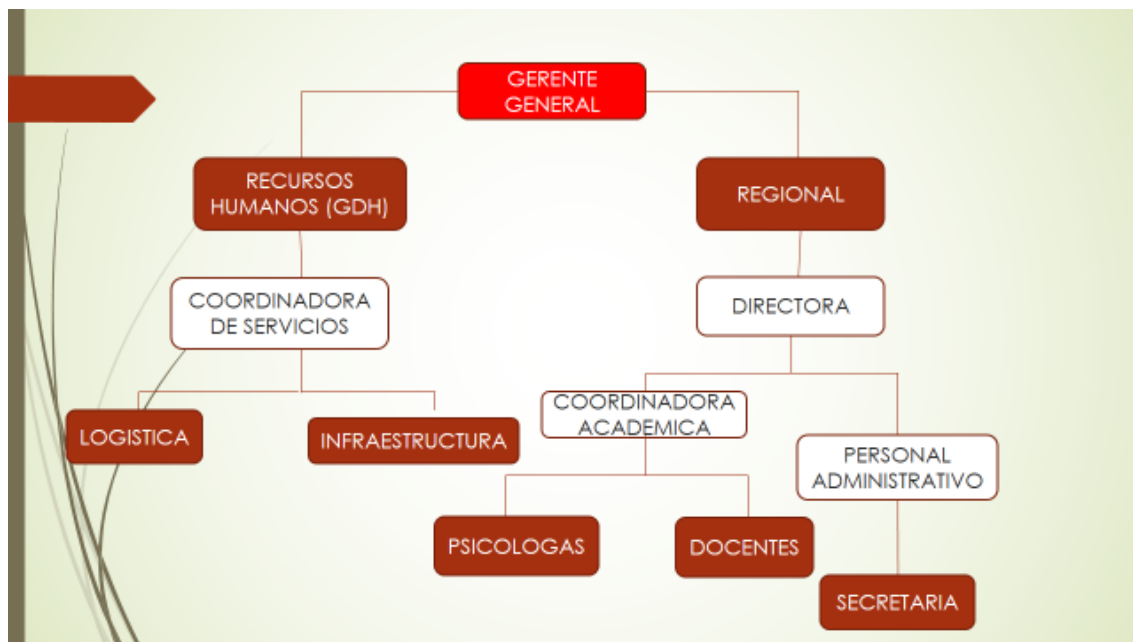 GERENTE
GENERAL
RECURSOS
HUMANOS (GDH)
REGIONAL
COORDINADORA
DE SERVICIOS
DIRECTORA
LOGISTICA
INFRAESTRUCTURA
COORDINADORA
ACADEMICA
PERSONAL
ADMINISTRATIVO
PSICOLOGAS
DOCENTES
SECRETARIA